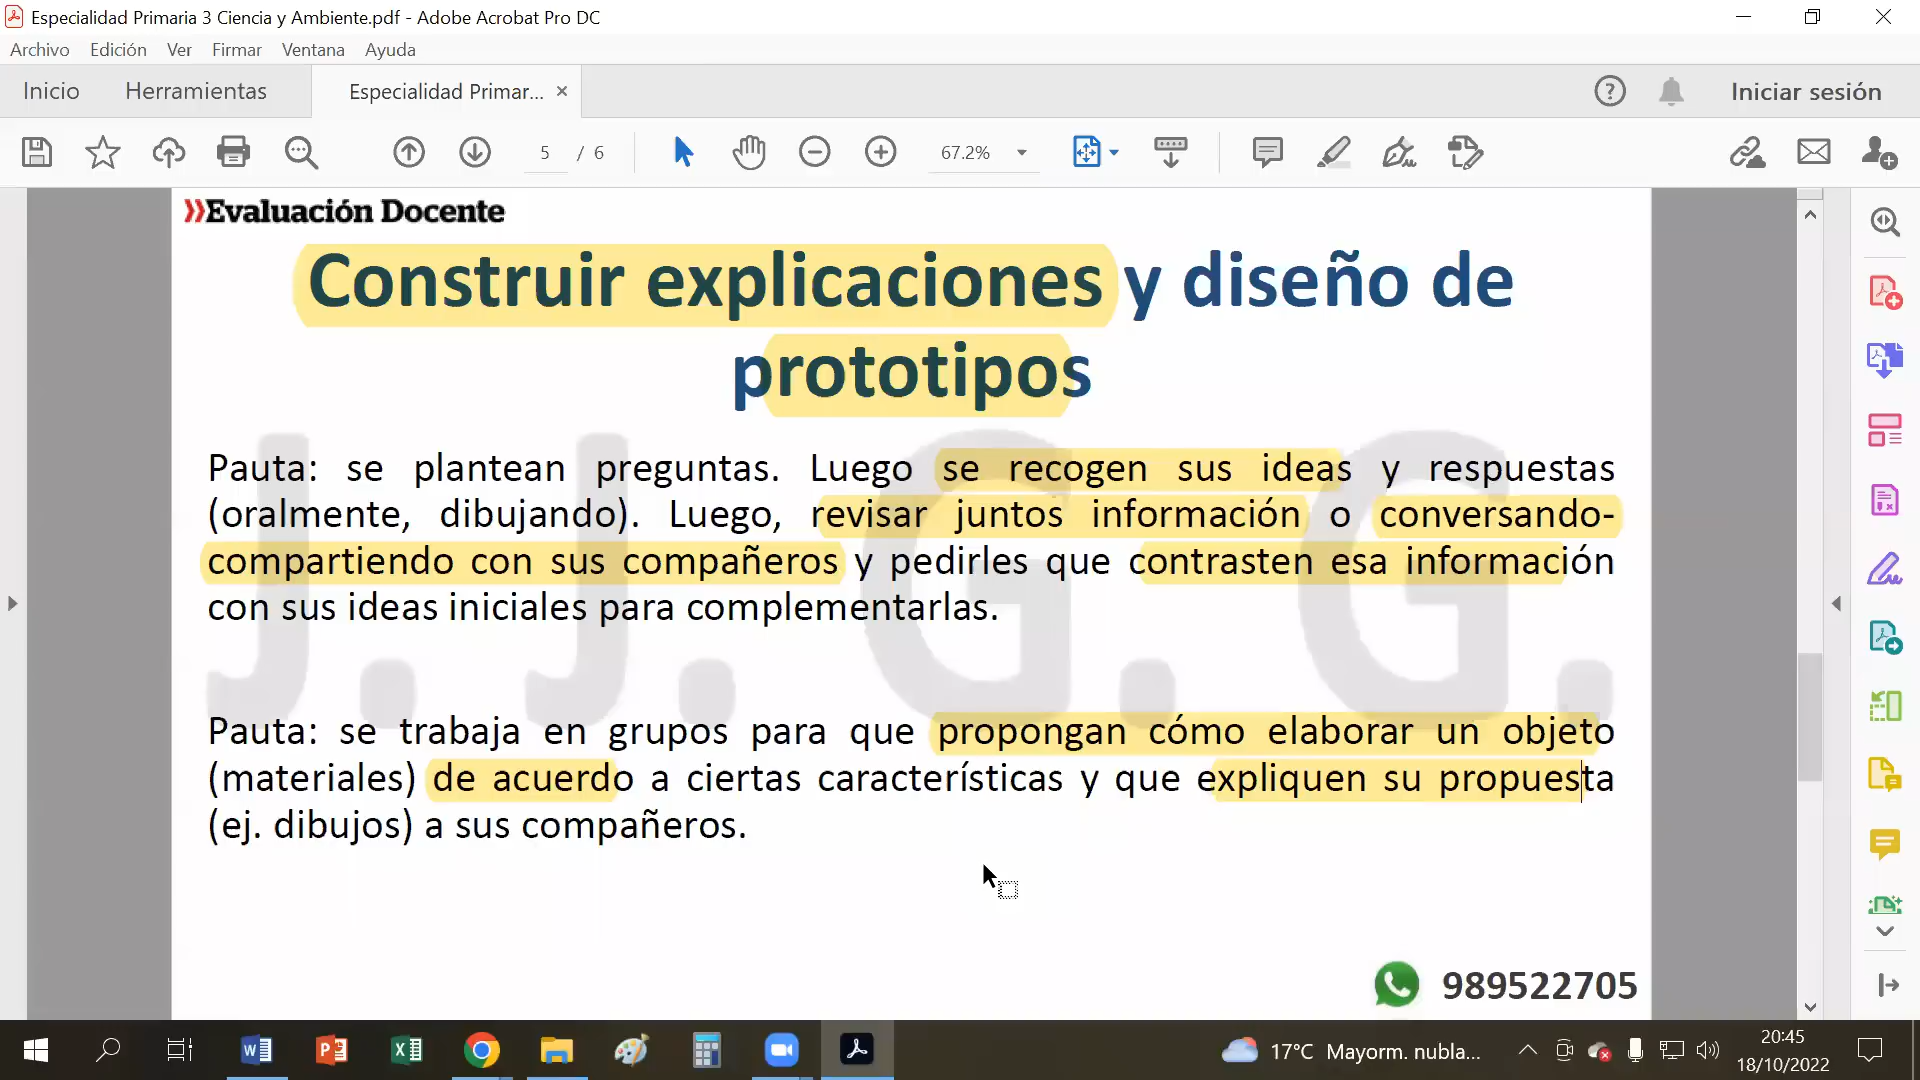 Especialidad Primaria 3 Ciencia y Ambiente.pdf - Adobe Acrobat Pro DC
Archivo Edición Ver Firmar Ventana Ayuda
Inicio Herramientas Especialidad Primar... × Iniciar sesión
5 / 6 67.2%
Evaluación Docente
Construir explicaciones y diseño de
prototipos
Pauta: se plantean preguntas. Luego se recogen sus ideas y respuestas
(oralmente, dibujando). Luego, revisar juntos información o conversando-
compartiendo con sus compañeros y pedirles que contrasten esa información
con sus ideas iniciales para complementarlas.
J. J. G. G.
Pauta: se trabaja en grupos para que propongan cómo elaborar un objeto
(materiales) de acuerdo a ciertas características y que expliquen su propuesta
(ej. dibujos) a sus compañeros.
989522705
17°C Mayorm. nubla...
20:45
18/10/2022